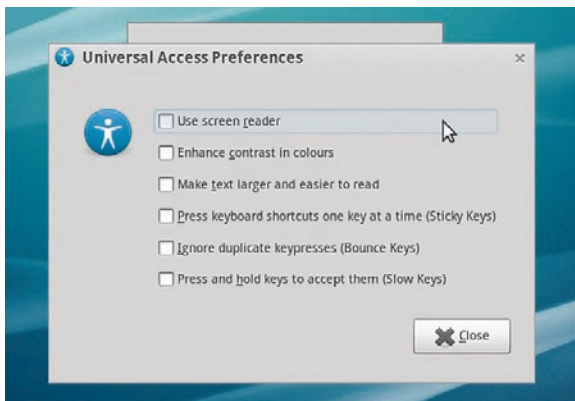 Universal Access Preferences
Use screen reader
Enhance contrast in colours
Make text larger and easier to read
Press keyboard shortcuts one key at a time (Sticky Keys)
Ignore duplicate keypresses (Bounce Keys)
Press and hold keys to accept them (Slow Keys)
Close